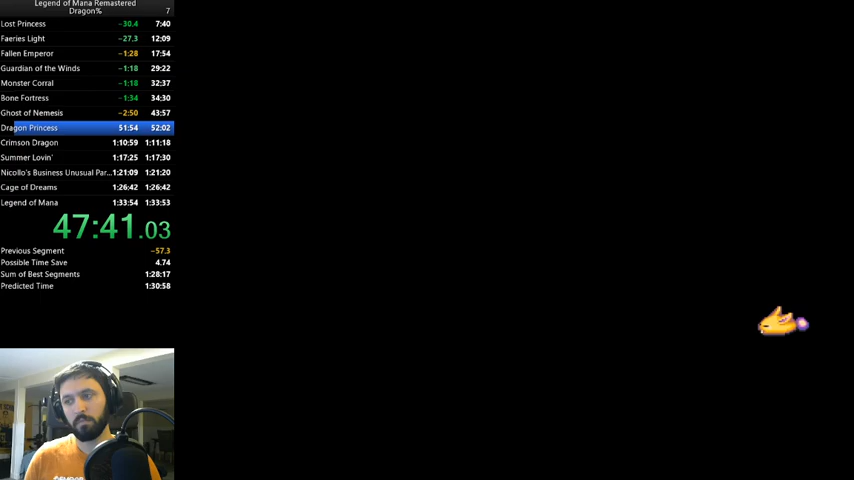 Legend of Mana Remastered
Dragon% 7
Lost Princess -30.4 7:40
Faeries Light -27.3 12:09
Fallen Emperor -1:28 17:54
Guardian of the Winds -1:18 29:22
Monster Corral -1:18 32:37
Bone Fortress -1:34 34:30
Ghost of Nemesis -2:50 43:57
Dragon Princess 51:54 52:02
Crimson Dragon 1:10:59 1:11:18
Summer Lovin' 1:17:25 1:17:30
Nicollo's Business Unusual Par...1:21:09 1:21:20
Cage of Dreams 1:26:42 1:26:42
Legend of Mana 1:33:54 1:33:53
47:41.03
Previous Segment -57.3
Possible Time Save 4.74
Sum of Best Segments 1:28:17
Predicted Time 1:30:58